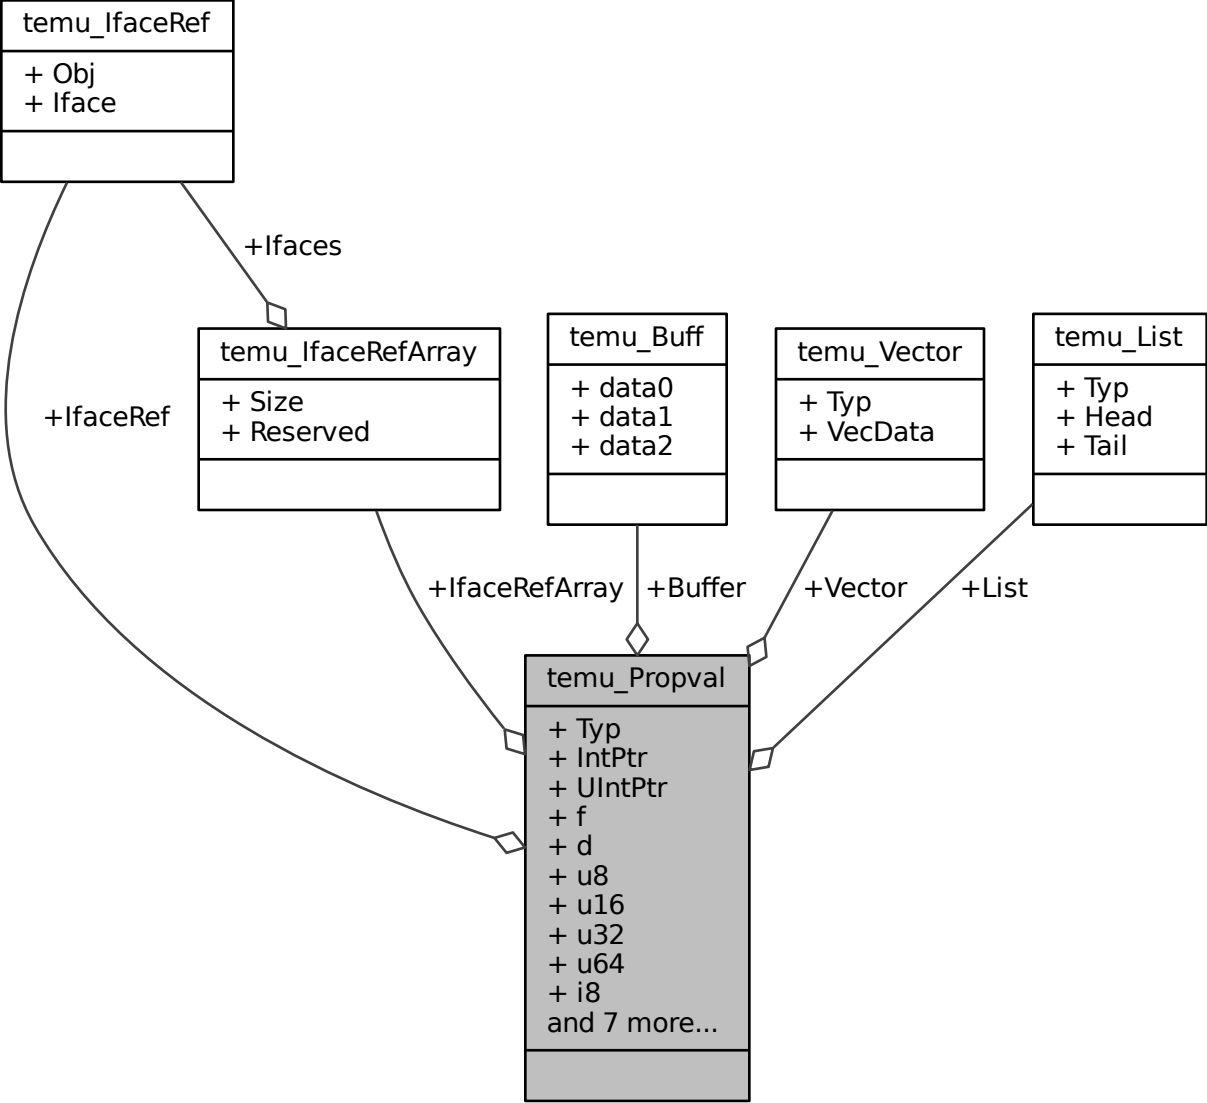 temu_IfaceRef
+ Obj
+ Iface
+Ifaces
+IfaceRef
temu_IfaceRefArray
+ Size
+ Reserved
temu_Buff
+ data0
+ data1
+ data2
temu_Vector
+ Typ
+ VecData
temu_List
+ Typ
+ Head
+ Tail
+IfaceRefArray
+Buffer
+Vector
+List
temu_Propval
+ Typ
+ IntPtr
+ UIntPtr
+ f
+ d
+ u8
+ u16
+ u32
+ u64
+ i8
and 7 more...